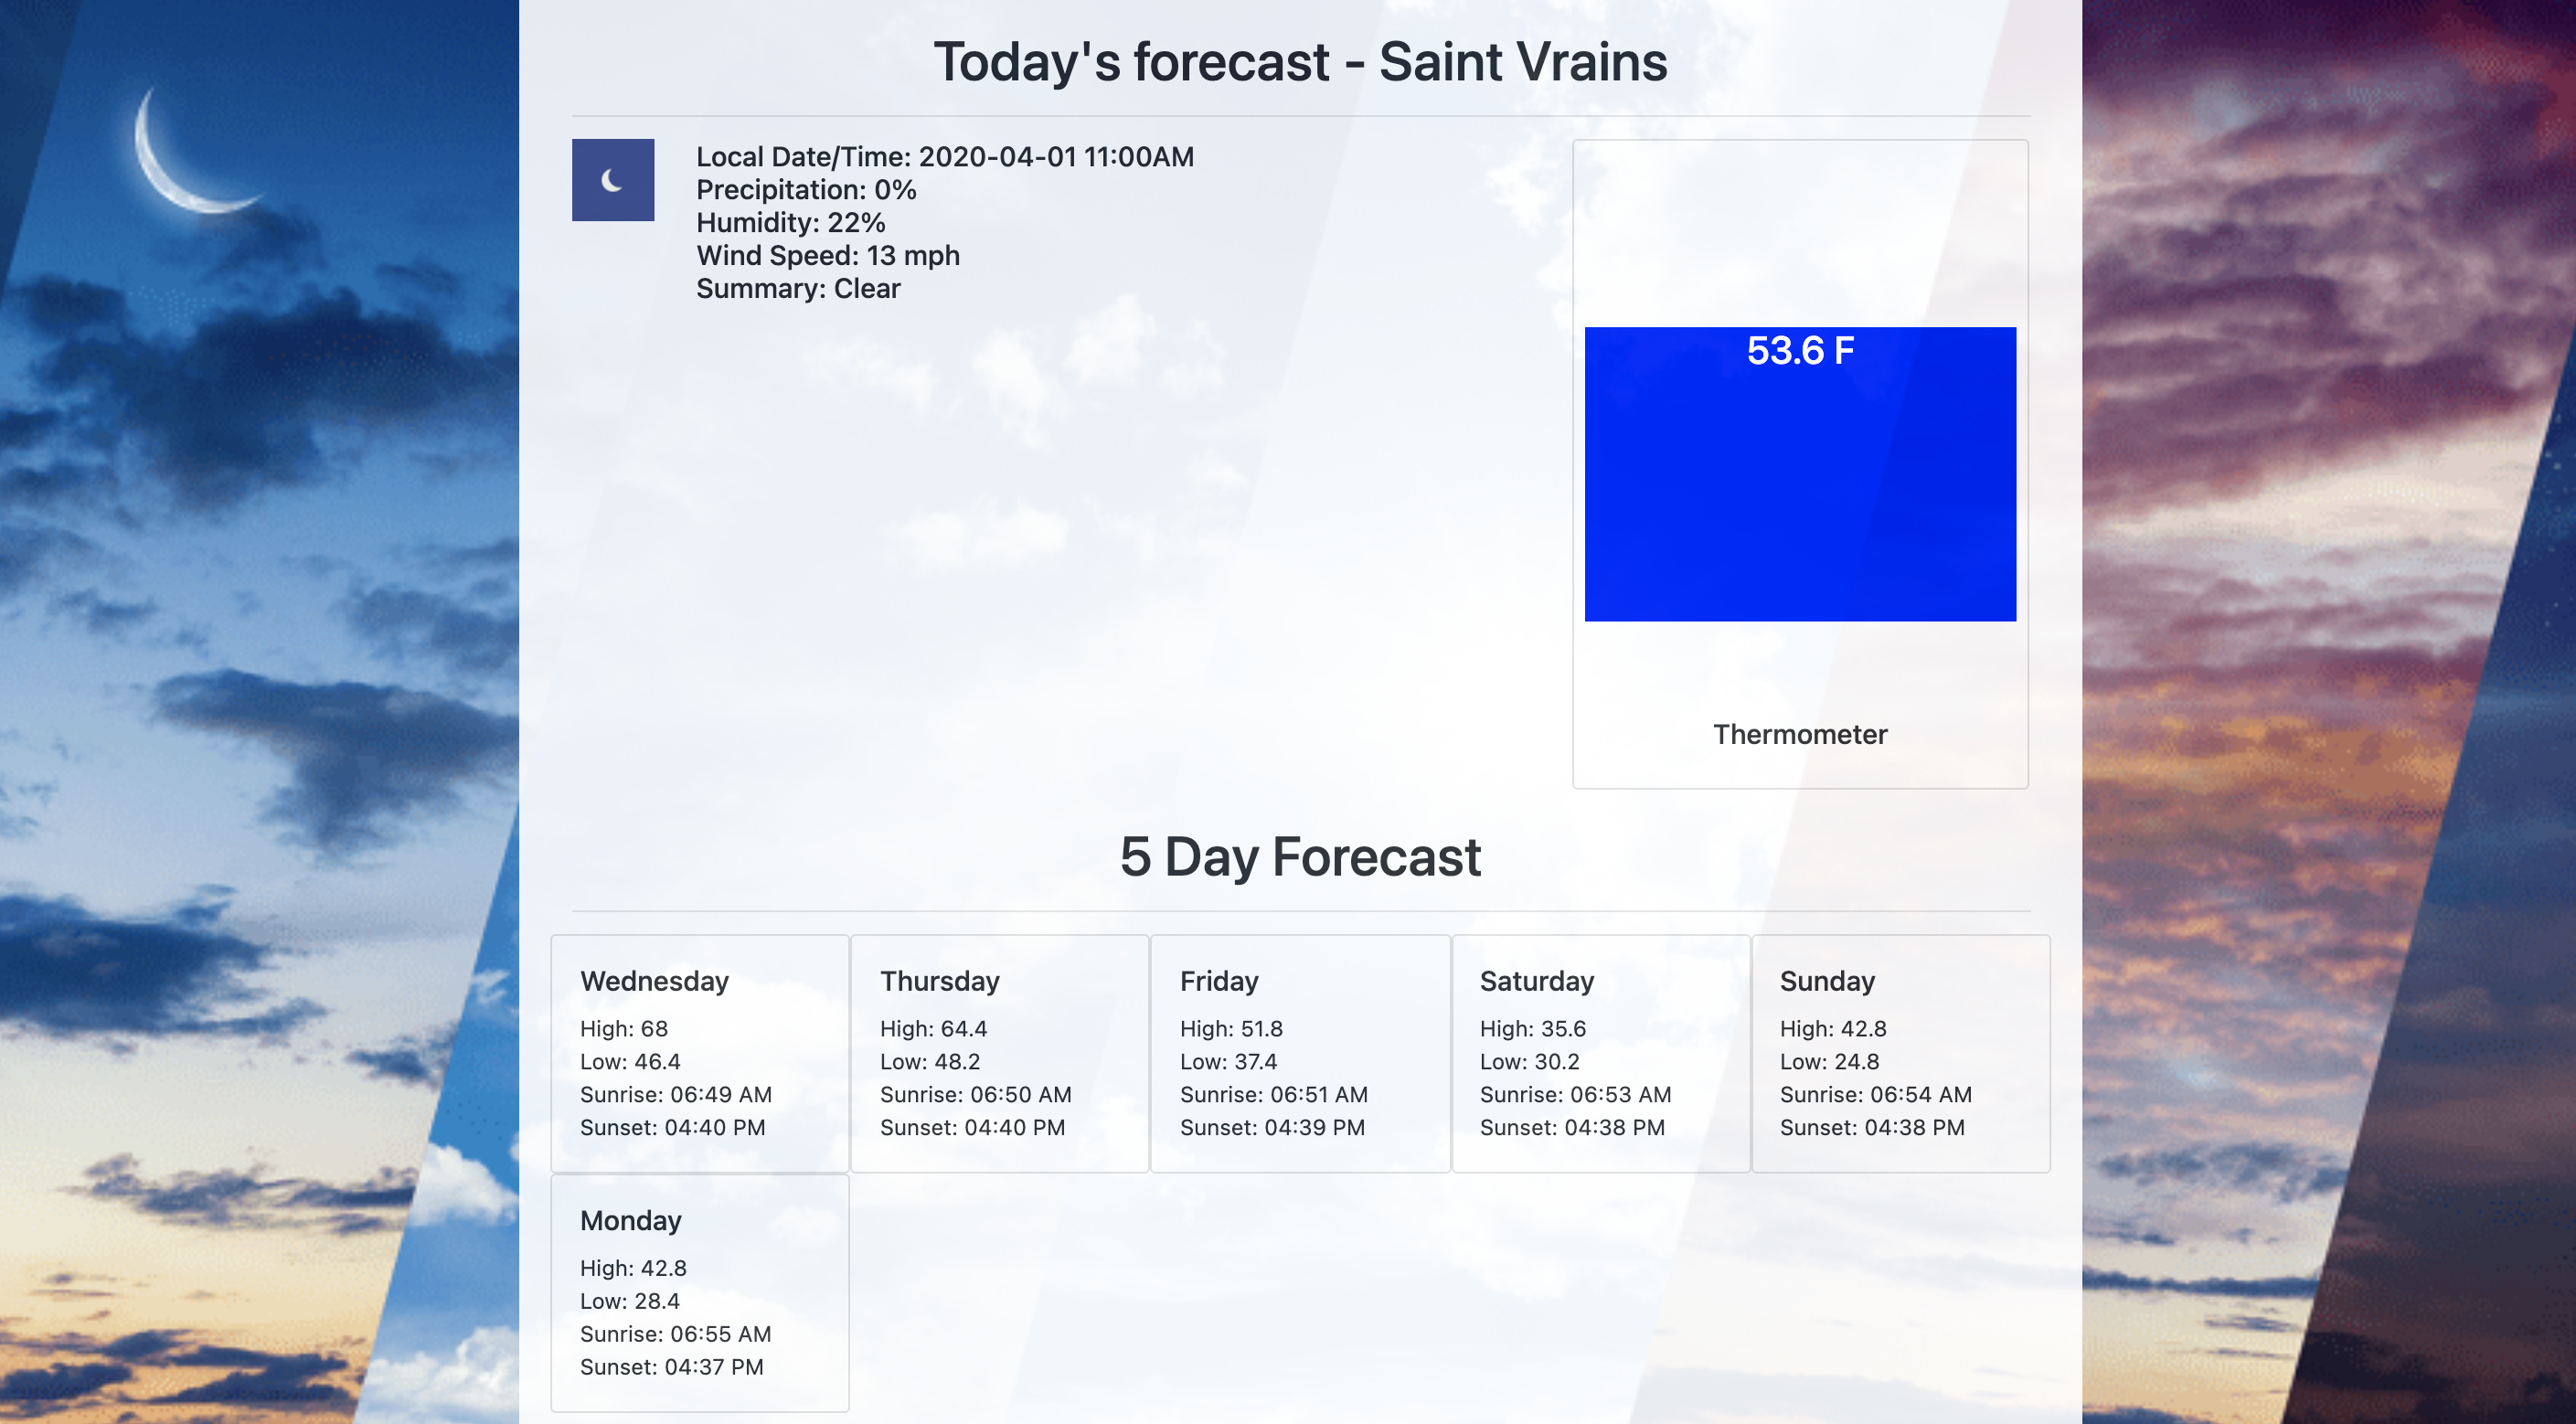 Today's forecast - Saint Vrains
Local Date/Time: 2020-04-01 11:00AM
Precipitation: 0%
Humidity: 22%
Wind Speed: 13 mph
Summary: Clear
53.6 F
Thermometer
5 Day Forecast
Wednesday
High: 68
Low: 46.4
Sunrise: 06:49 AM
Sunset: 04:40 PM
Thursday
High: 64.4
Low: 48.2
Sunrise: 06:50 AM
Sunset: 04:40 PM
Friday
High: 51.8
Low: 37.4
Sunrise: 06:51 AM
Sunset: 04:39 PM
Saturday
High: 35.6
Low: 30.2
Sunrise: 06:53 AM
Sunset: 04:38 PM
Sunday
High: 42.8
Low: 24.8
Sunrise: 06:54 AM
Sunset: 04:38 PM
Monday
High: 42.8
Low: 28.4
Sunrise: 06:55 AM
Sunset: 04:37 PM